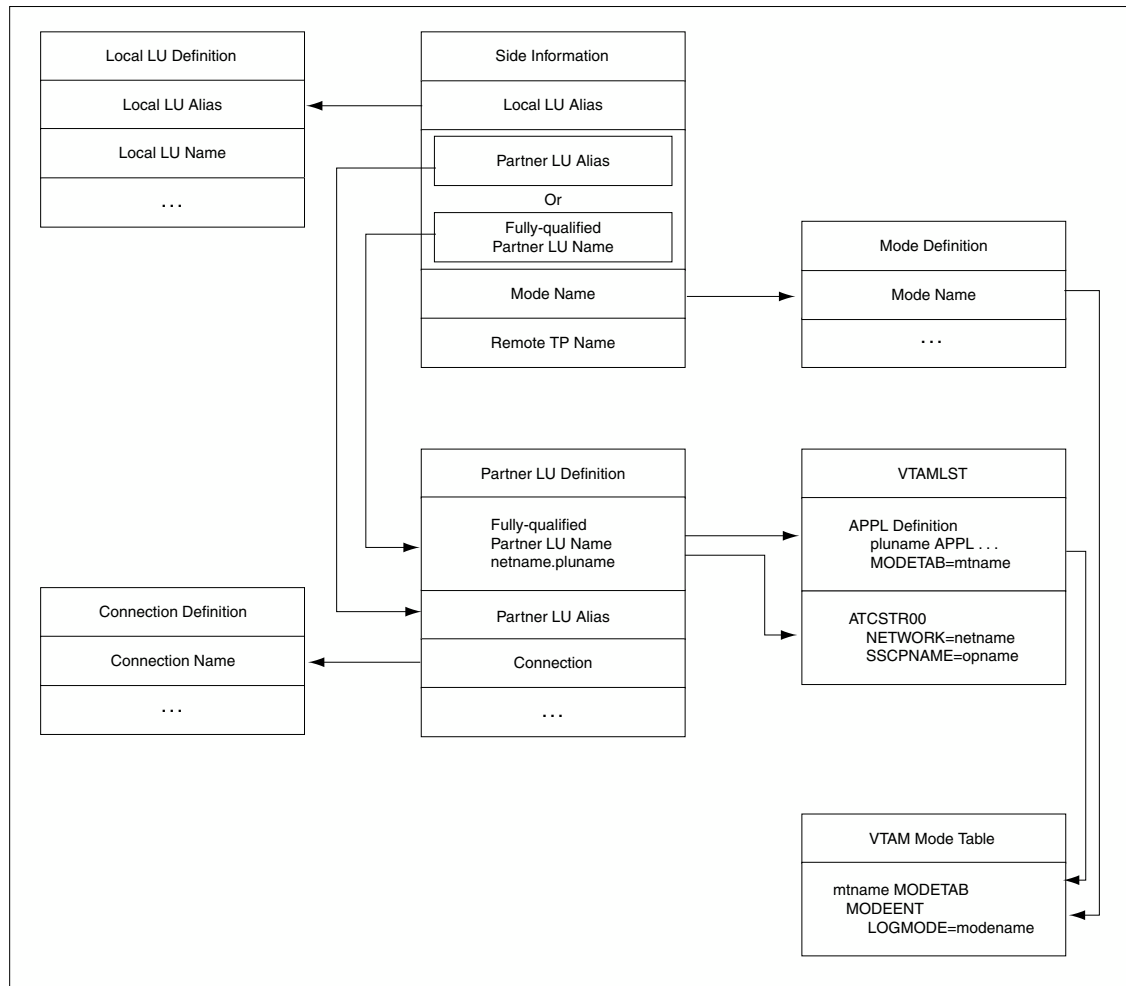 Local LU Definition
Local LU Alias
Local LU Name
...
Side Information
Local LU Alias
Partner LU Alias
Or
Fully-qualified
Partner LU Name
Mode Name
Remote TP Name
Mode Definition
Mode Name
...
Partner LU Definition
Fully-qualified
Partner LU Name
netname.pluname
Partner LU Alias
Connection
...
VTAMLST
APPL Definition
pluname APPL . . .
MODETAB=mtname
ATCSTR00
NETWORK=netname
SSCPNAME=opname
Connection Definition
Connection Name
...
VTAM Mode Table
mtname MODETAB
MODEENT
LOGMODE=modename